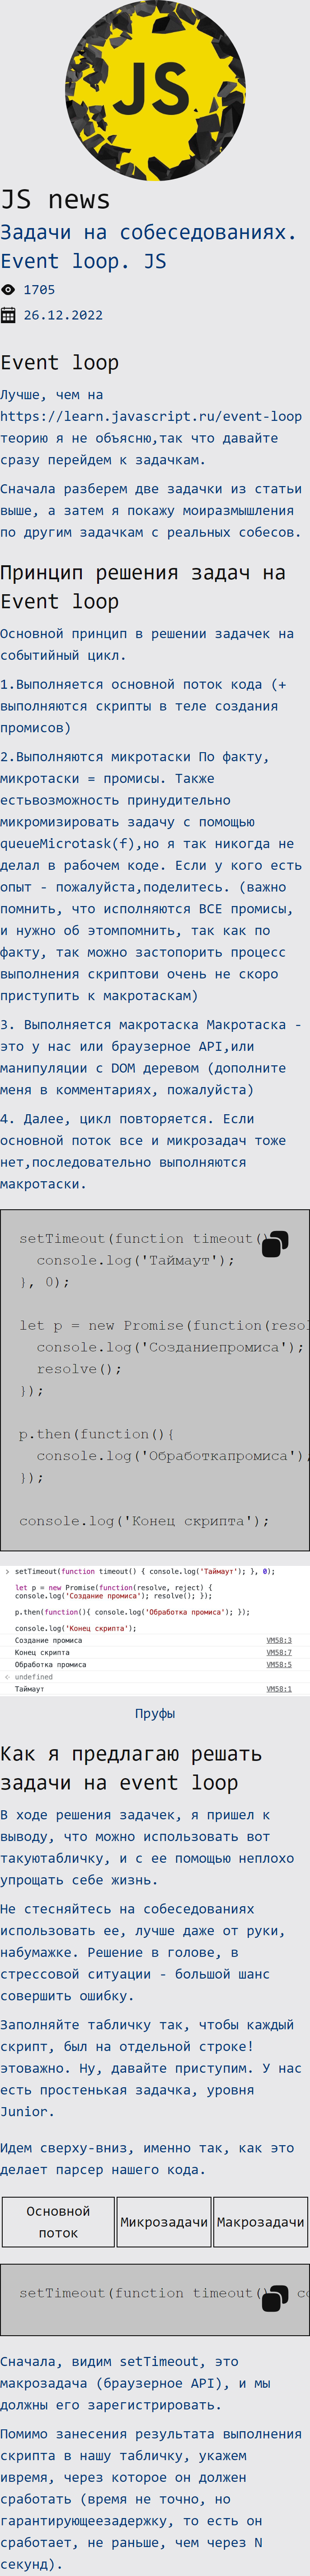 JS
JS news
Задачи на собеседованиях.
Event loop. JS
1705
26.12.2022
Event loop
Лучше, чем на
https://learn.javascript.ru/event-loop
теорию я не объясню,так что давайте
сразу перейдем к задачкам.
Сначала разберем две задачки из статьи
выше, а затем я покажу моиразмышления
по другим задачкам с реальных собесов.
Принцип решения задач на
Event loop
Основной принцип в решении задачек на
событийный цикл.
1.Выполняется основной поток кода (+
выполняются скрипты в теле создания
промисов)
2.Выполняются микротаски По факту,
микротаски = промисы. Также
естьвозможность принудительно
микромизировать задачу с помощью
queueMicrotask(f),но я так никогда не
делал в рабочем коде. Если у кого есть
опыт - пожалуйста,поделитесь. (важно
помнить, что исполняются ВСЕ промисы,
и нужно об этомпомнить, так как по
факту, так можно застопорить процесс
выполнения скриптови очень не скоро
приступить к макротаскам)
3. Выполняется макротаска Макротаска -
это у нас или браузерное API,или
манипуляции с DOM деревом (дополните
меня в комментариях, пожалуйста)
4. Далее, цикл повторяется. Если
основной поток все и микрозадач тоже
нет,последовательно выполняются
макротаски.
setTimeout(function timeout()
console.log('Таймаут');
}, 0);
let p = new Promise(function(resol
console.log('Созданиепромиса');
resolve();
});
p.then(function(){
console.log('Обработкапромиса');
});
console.log('Конец скрипта');
setTimeout(function timeout() { console.log('Таймаут'); }, 0);
let p = new Promise(function(resolve, reject) {
console.log('Создание промиса'); resolve(); });
p.then(function(){ console.log('Обработка промиса'); });
console.log('Конец скрипта');
Создание промиса VM58:3
Конец скрипта VM58:7
Обработка промиса VM58:5
undefined
Таймаут VM58:1
Пруфы
Как я предлагаю решать
задачи на event loop
В ходе решения задачек, я пришел к
выводу, что можно использовать вот
такуютабличку, и с ее помощью неплохо
упрощать себе жизнь.
Не стесняйтесь на собеседованиях
использовать ее, лучше даже от руки,
набумажке. Решение в голове, в
стрессовой ситуации - большой шанс
совершить ошибку.
Заполняйте табличку так, чтобы каждый
скрипт, был на отдельной строке!
этоважно. Ну, давайте приступим. У нас
есть простенькая задачка, уровня
Junior.
Идем сверху-вниз, именно так, как это
делает парсер нашего кода.
Основной
поток
Микрозадачи
Макрозадачи
setTimeout(function timeout() co
Сначала, видим setTimeout, это
макрозадача (браузерное API), и мы
должны его зарегистрировать.
Помимо занесения результата выполнения
скрипта в нашу табличку, укажем
ивремя, через которое он должен
сработать (время не точно, но
гарантирующеезадержку, то есть он
сработает, не раньше, чем через N
секунд).